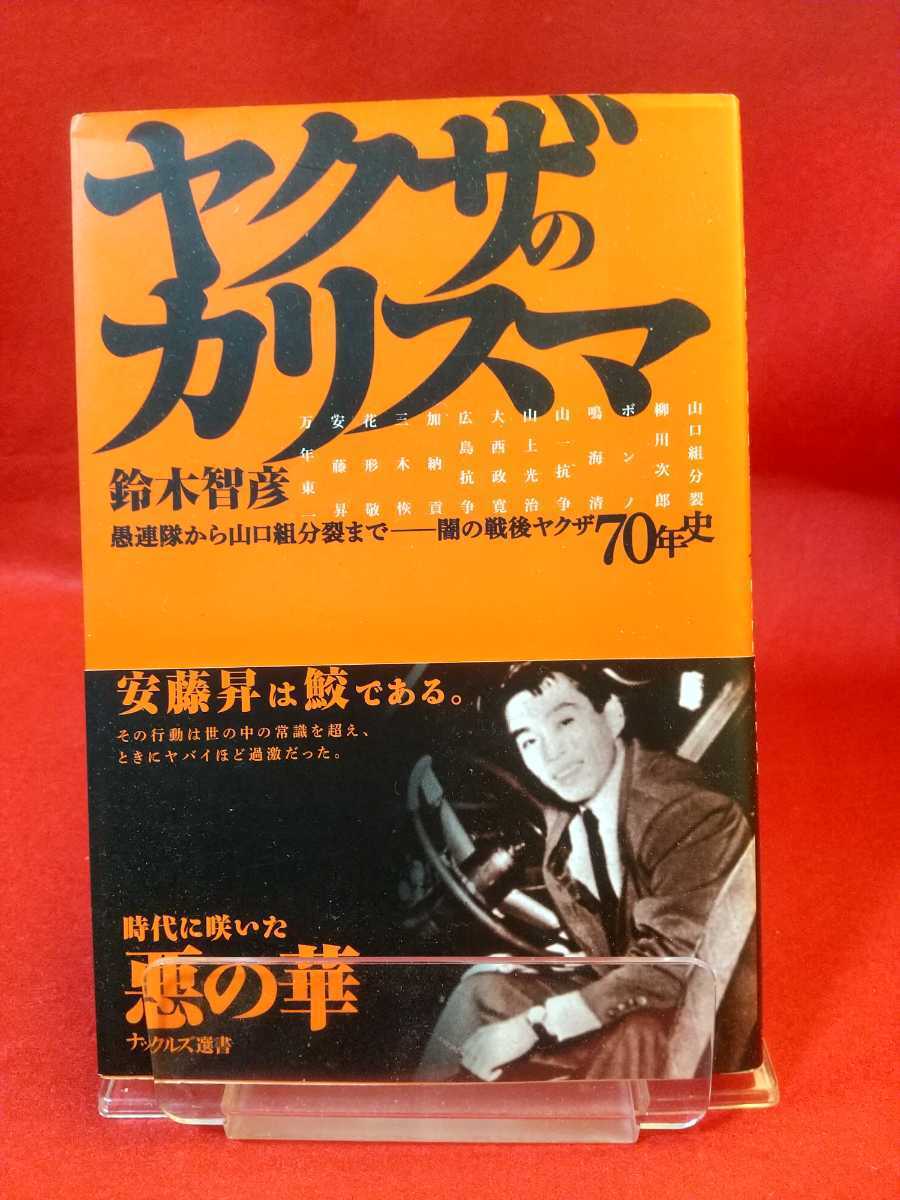 ヤクザの
カリスマ
山口組分裂
柳川次郎
ボンノ
鳴海清
山一抗争
山上光治
大西政寛
広島抗争
加納貢
三木恢
花形敬
安藤昇
万年東一
鈴木智彦
愚連隊から山口組分裂まで──闇の戦後ヤクザ70年史
安藤昇は鮫である。
その行動は世の中の常識を超え、
ときにヤバイほど過激だった。
時代に咲いた
悪の華
ナックルズ選書